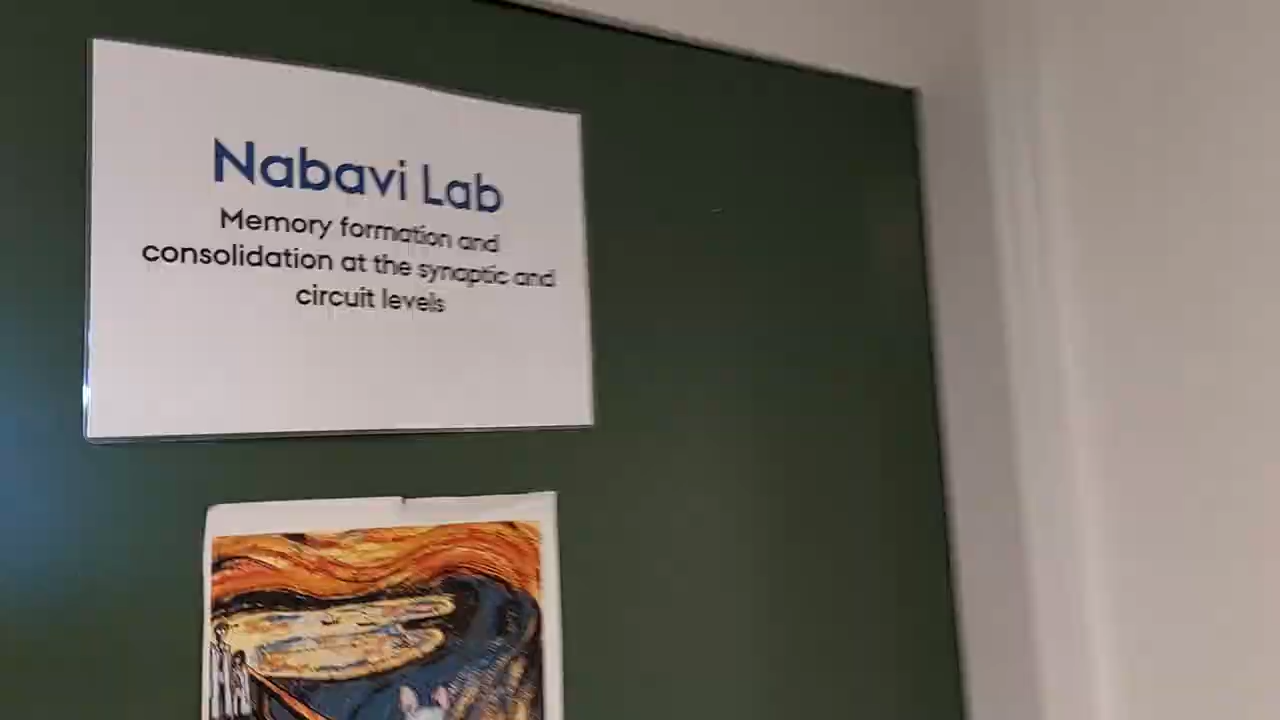 Nabavi Lab
Memory formation and
consolidation at the synaptic and
circuit levels